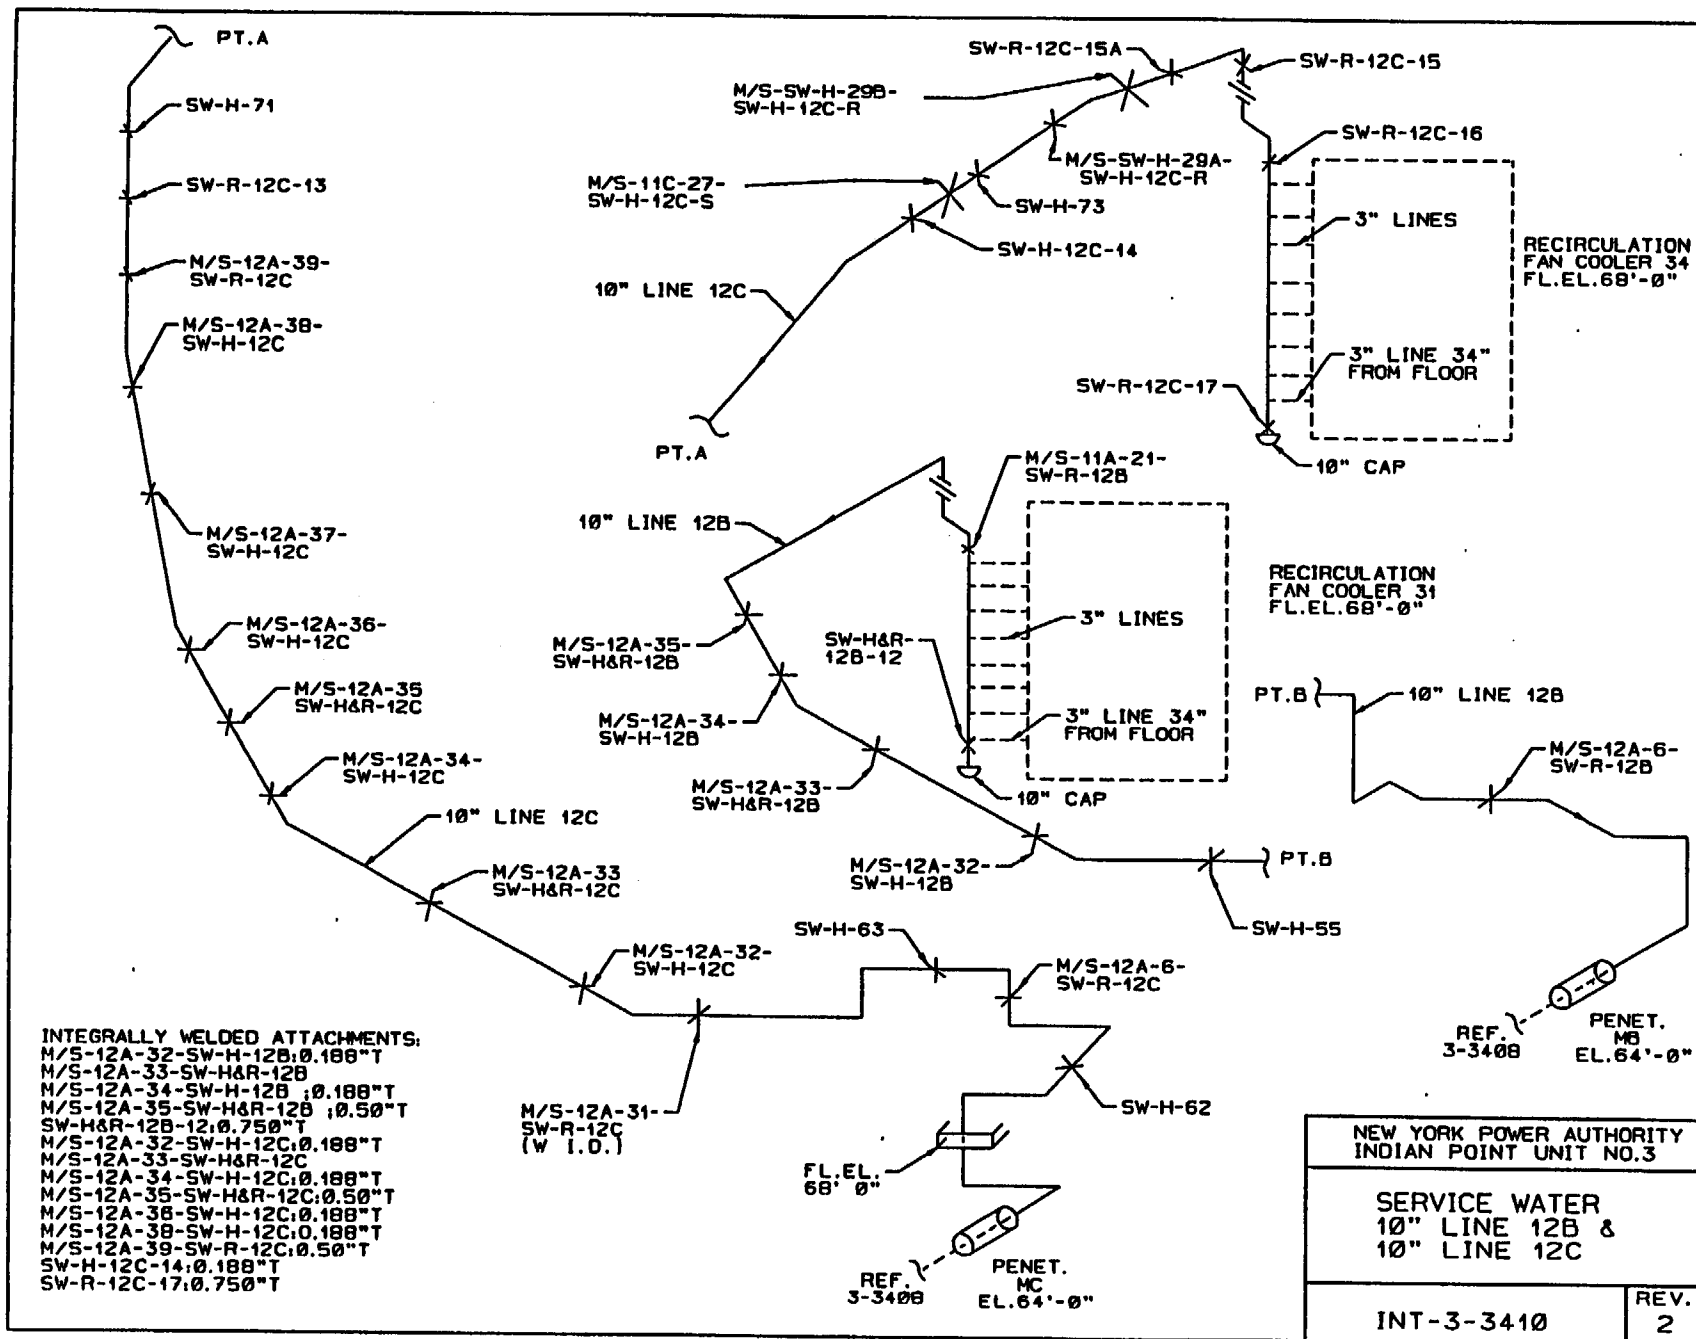 PT.A
SW-H-71
SW-R-12C-13
M/S-12A-39-
SW-R-12C
M/S-12A-38-
SW-H-12C
M/S-12A-37-
SW-H-12C
M/S-12A-36-
SW-H-12C
M/S-12A-35
SW-H&R-12C
M/S-12A-34-
SW-H-12C
10" LINE 12C
M/S-12A-33
SW-H&R-12C
M/S-12A-32-
SW-H-12C
M/S-12A-31-
SW-R-12C
(W I.D.)
SW-H-63
M/S-12A-6-
SW-R-12C
SW-H-62
FL.EL.
68' 0"
REF.
3-3408
PENET.
MC
EL.64'-0"
SW-R-12C-15A
SW-R-12C-15
M/S-SW-H-29B-
SW-H-12C-R
SW-R-12C-16
M/S-SW-H-29A-
SW-H-12C-R
M/S-11C-27-
SW-H-12C-S
SW-H-73
SW-H-12C-14
10" LINE 12C
PT.A
3" LINES
RECIRCULATION
FAN COOLER 34
FL.EL.68'-0"
3" LINE 34"
FROM FLOOR
SW-R-12C-17
10" CAP
M/S-11A-21-
SW-R-12B
10" LINE 12B
RECIRCULATION
FAN COOLER 31
FL.EL.68'-0"
3" LINES
M/S-12A-35-
SW-H&R-12B
SW-H&R-
12B-12
M/S-12A-34-
SW-H-12B
3" LINE 34"
FROM FLOOR
M/S-12A-33-
SW-H&R-12B
10" CAP
M/S-12A-32-
SW-H-12B
PT.B
SW-H-55
PT.B
10" LINE 12B
M/S-12A-6-
SW-R-12B
REF.
3-3408
PENET.
MB
EL.64'-0"
INTEGRALLY WELDED ATTACHMENTS:
M/S-12A-32-SW-H-12B:0.188"T
M/S-12A-33-SW-H&R-12B
M/S-12A-34-SW-H-12B :0.188"T
M/S-12A-35-SW-H&R-12B :0.50"T
SW-H&R-12B-12:0.750"T
M/S-12A-32-SW-H-12C:0.188"T
M/S-12A-33-SW-H&R-12C
M/S-12A-34-SW-H-12C:0.188"T
M/S-12A-35-SW-H&R-12C:0.50"T
M/S-12A-36-SW-H-12C:0.188"T
M/S-12A-38-SW-H-12C:0.188"T
M/S-12A-39-SW-R-12C:0.50"T
SW-H-12C-14:0.188"T
SW-R-12C-17:0.750"T
NEW YORK POWER AUTHORITY
INDIAN POINT UNIT NO.3
SERVICE WATER
10" LINE 12B &
10" LINE 12C
INT-3-3410
REV.
2